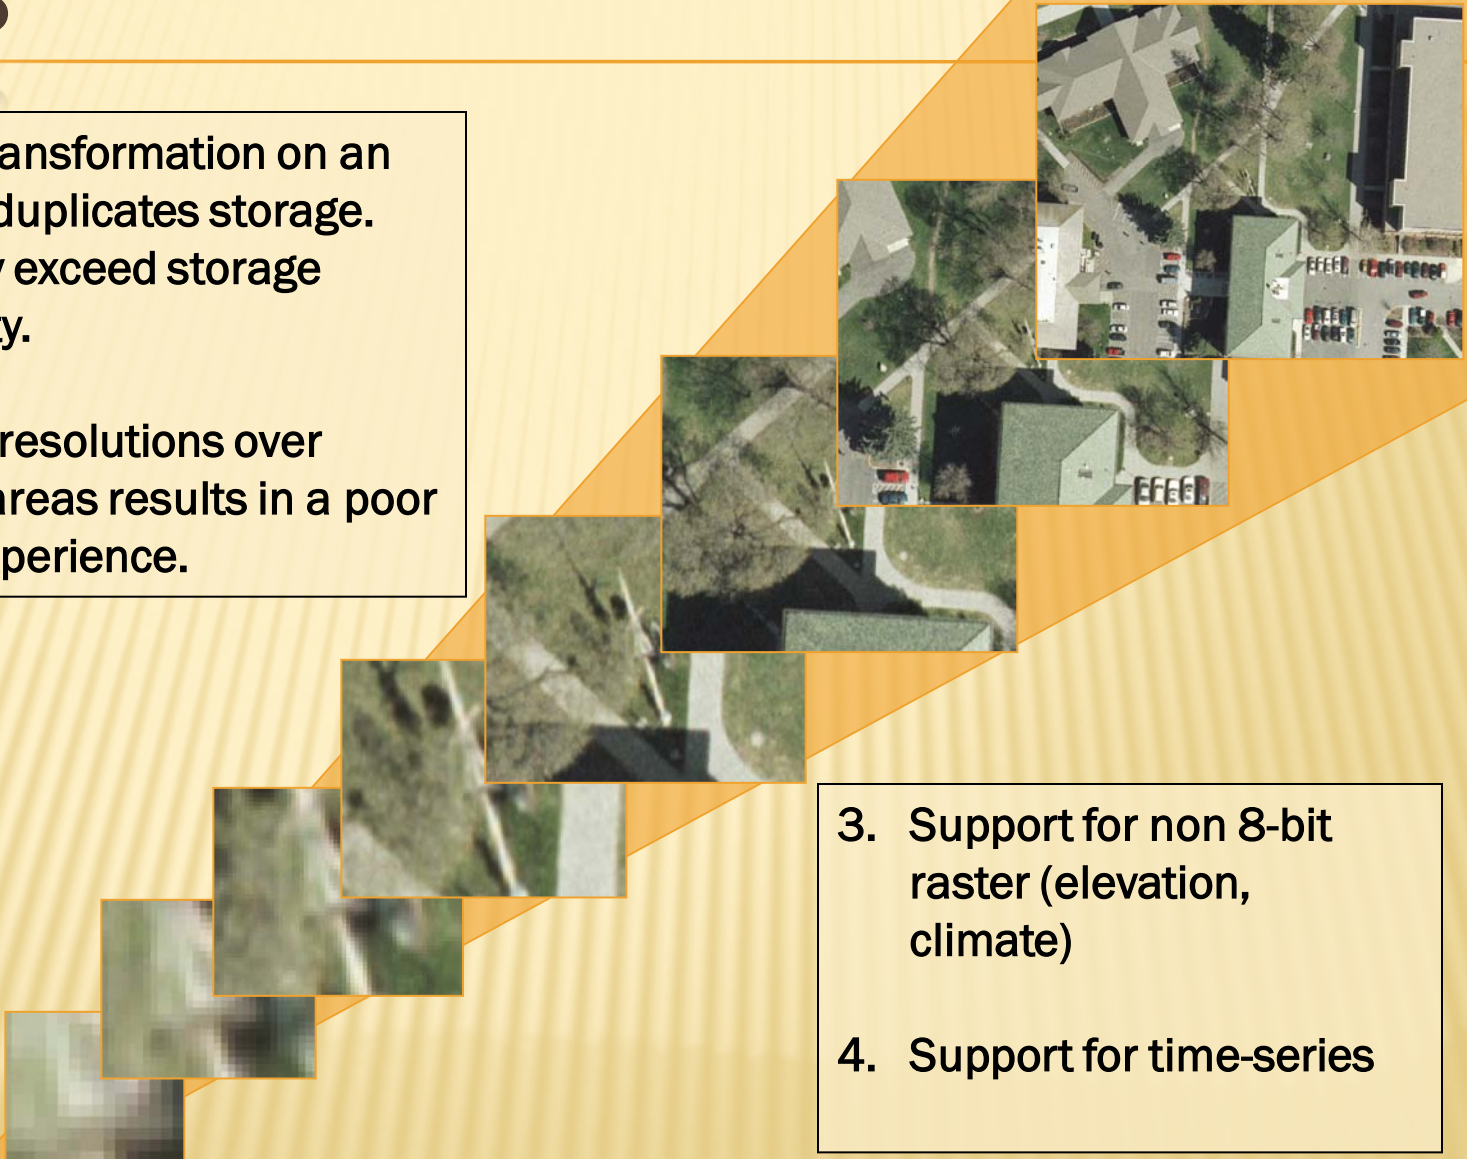 ansformation on an
duplicates storage.
exceed storage
y.
resolutions over
areas results in a poor
perience.
3. Support for non 8-bit
raster (elevation,
climate)
4. Support for time-series